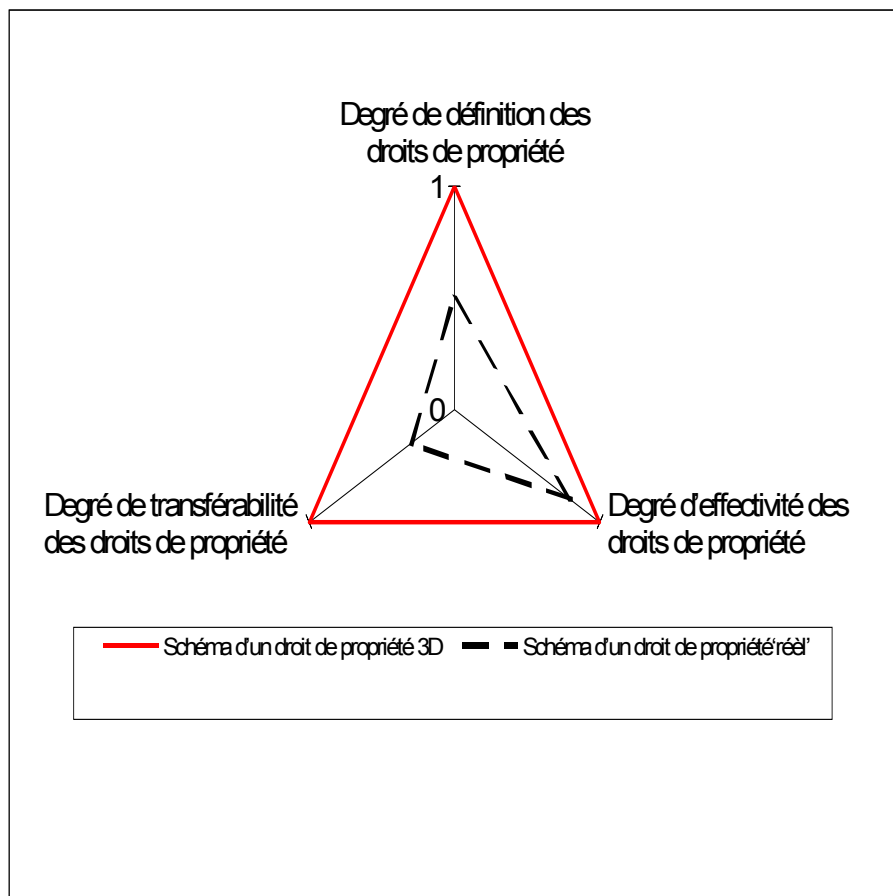 Degré de définition des
droits de propriété
1
0
Degré de transférabilité
des droits de propriété
Degré d'effectivité des
droits de propriété
Schéma d'un droit de propriété 3D
Schéma d'un droit de propriété 'réèl'